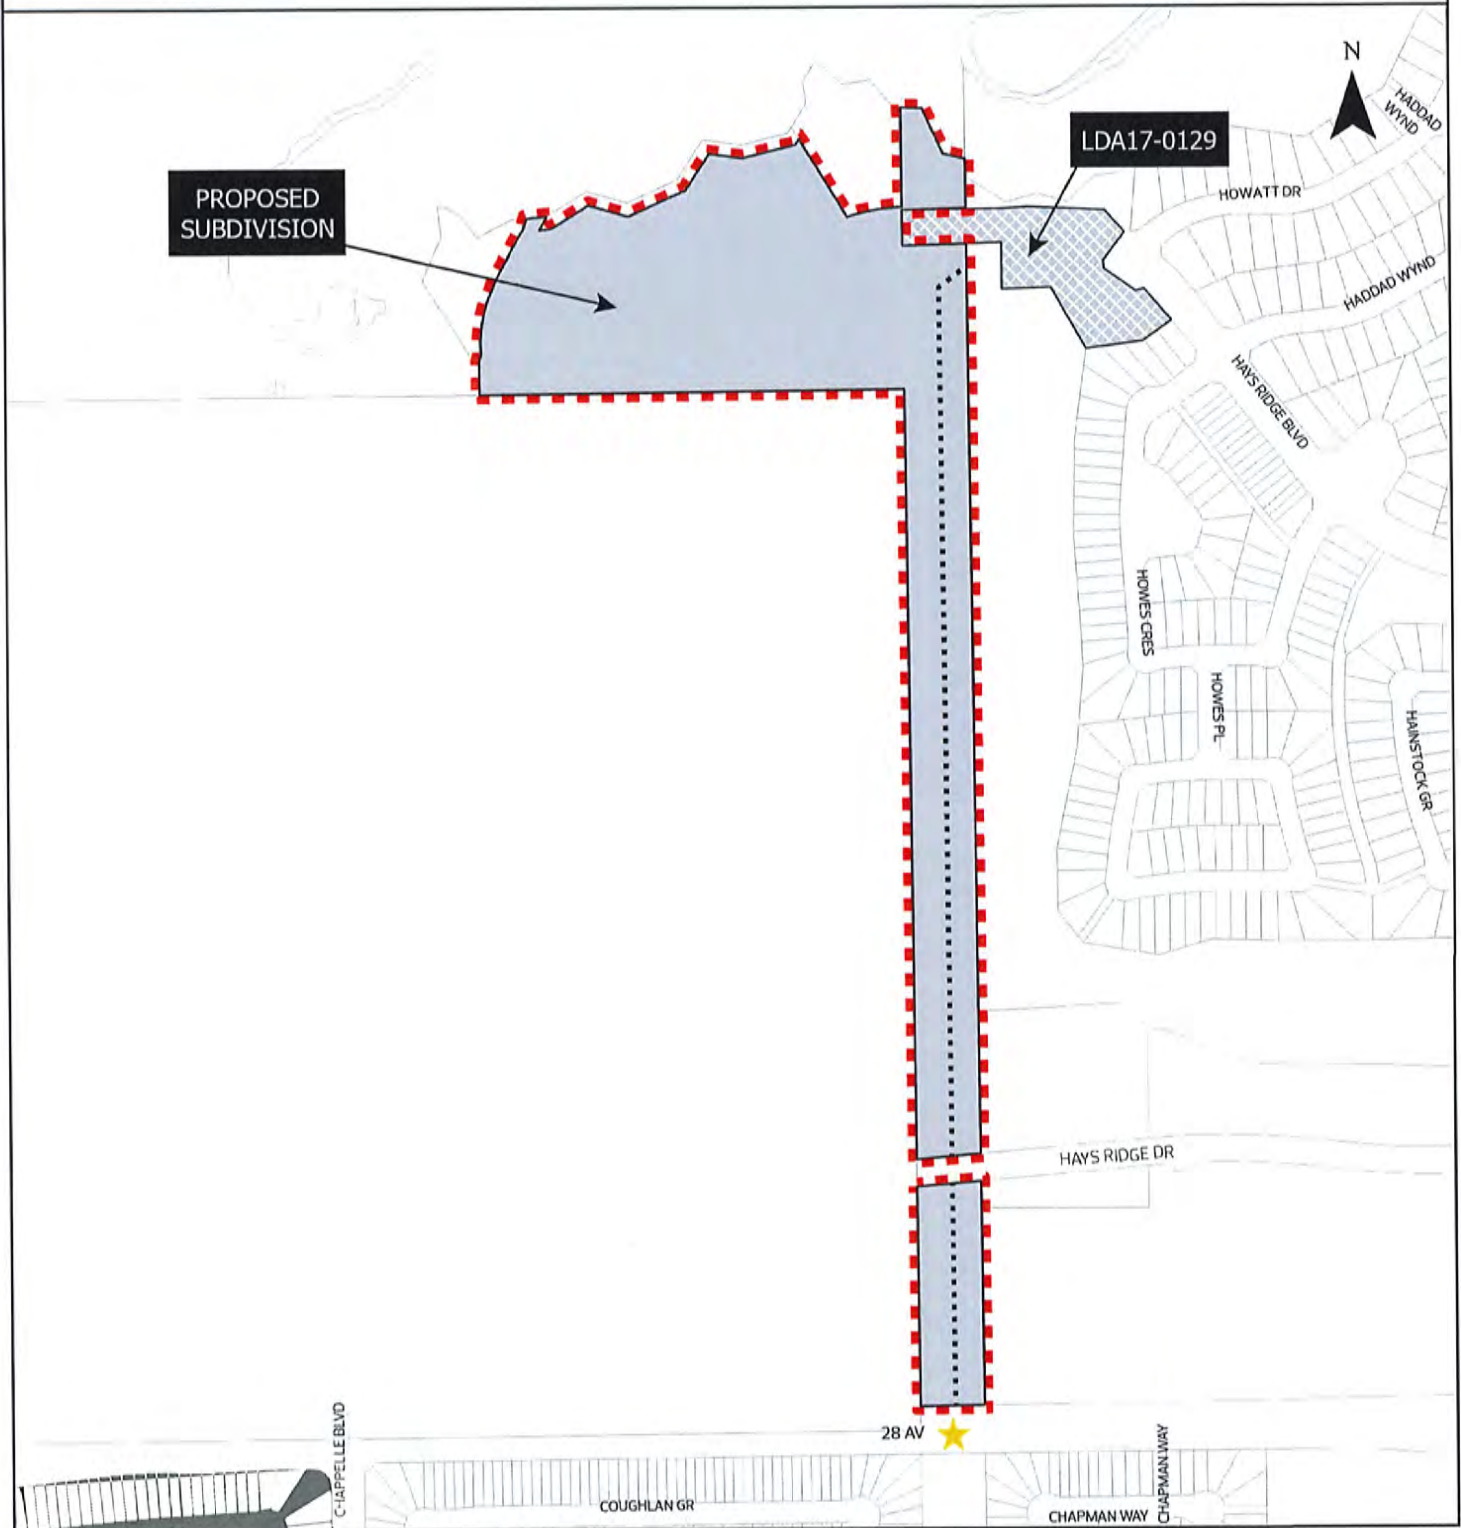 N
HADDAD
WYND
LDA17-0129
PROPOSED
SUBDIVISION
HOWATT DR
HADDAD WYND
HAYS RIDGE BLVD
HOWES CRES
HOWES PL
HAINSTOCK GR
HAYS RIDGE DR
28 AV
CHAPPELLE BLVD
COUGHLAN GR
CHAPMAN WAY
CHAPMAN WAY